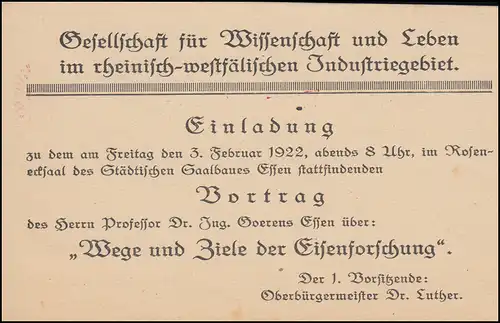 Gesellschaft für Wissenschaft und Leben
im rheinisch-westfälischen Industriegebiet.
Einladung
zu dem am Freitag den 3. Februar 1922, abends 8 Uhr, im Rosen-
ecksaal des Städtischen Saalbaues Essen stattfindenden
Vortrag
des Herrn Professor Dr. Ing. Goerens Essen über:
„Wege und Ziele der Eisenforschung“.
Der 1. Vorsitzende:
Oberbürgermeister Dr. Luther.